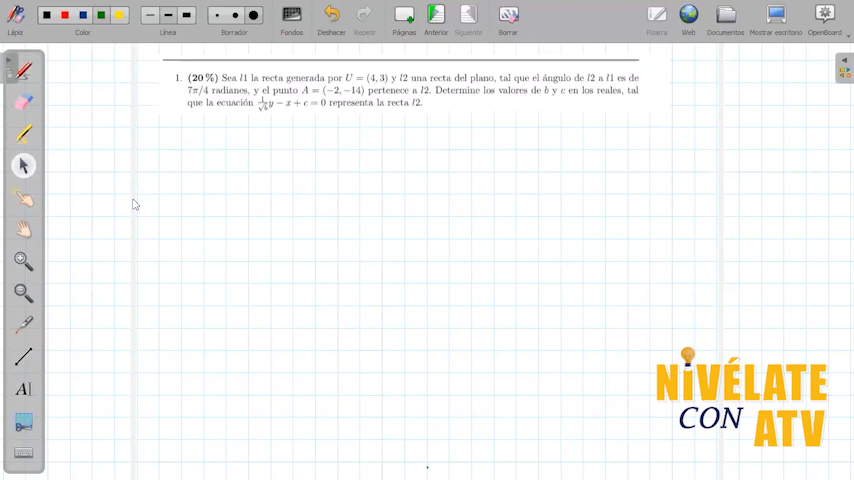 Lápiz
Color
Línea
Borrador
Fondos
Deshacer
Repetir
Páginas
Anterior
Siguiente
Borrar
Pizarra
Web
Documentos
Mostrar escritorio
OpenBoard
1. (20 %) Sea l1 la recta generada por U = (4, 3) y l2 una recta del plano, tal que el ángulo de l2 a l1 es de
7π/4 radianes, y el punto A = (−2, −14) pertenece a l2. Determine los valores de b y c en los reales, tal
que la ecuación 1/√b y − x + c = 0 representa la recta l2.
A
NIVÉLATE
CON
ATV